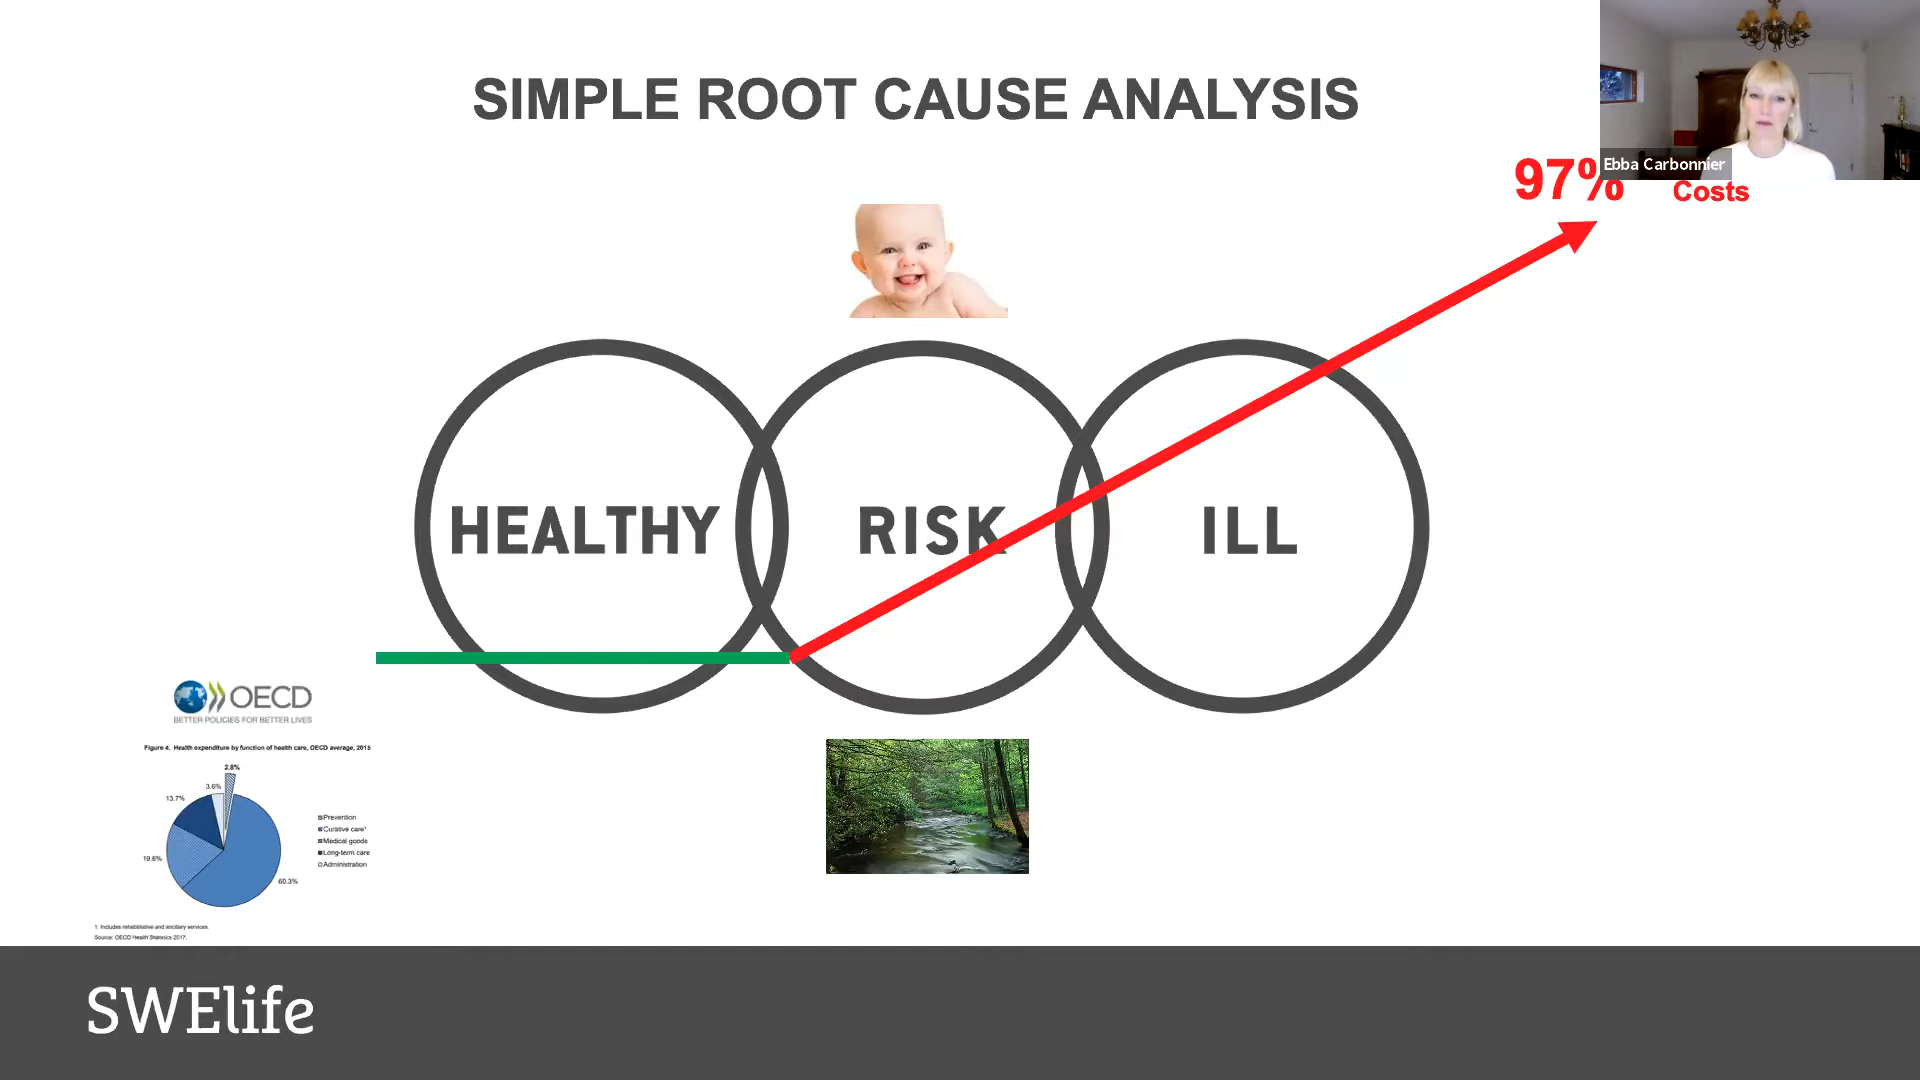 SIMPLE ROOT CAUSE ANALYSIS
Ebba Carbonnier
97%
Costs
HEALTHY
RISK
ILL
OECD
BETTER POLICIES FOR BETTER LIVES
Figure 4. Health expenditure by function of health care, OECD average, 2015
2.8%
3.6%
13.7%
19.6%
60.3%
Prevention
Curative care¹
Medical goods
Long-term care
Administration
1. Includes rehabilitative and ancillary services.
Source: OECD Health Statistics 2017.
SWElife